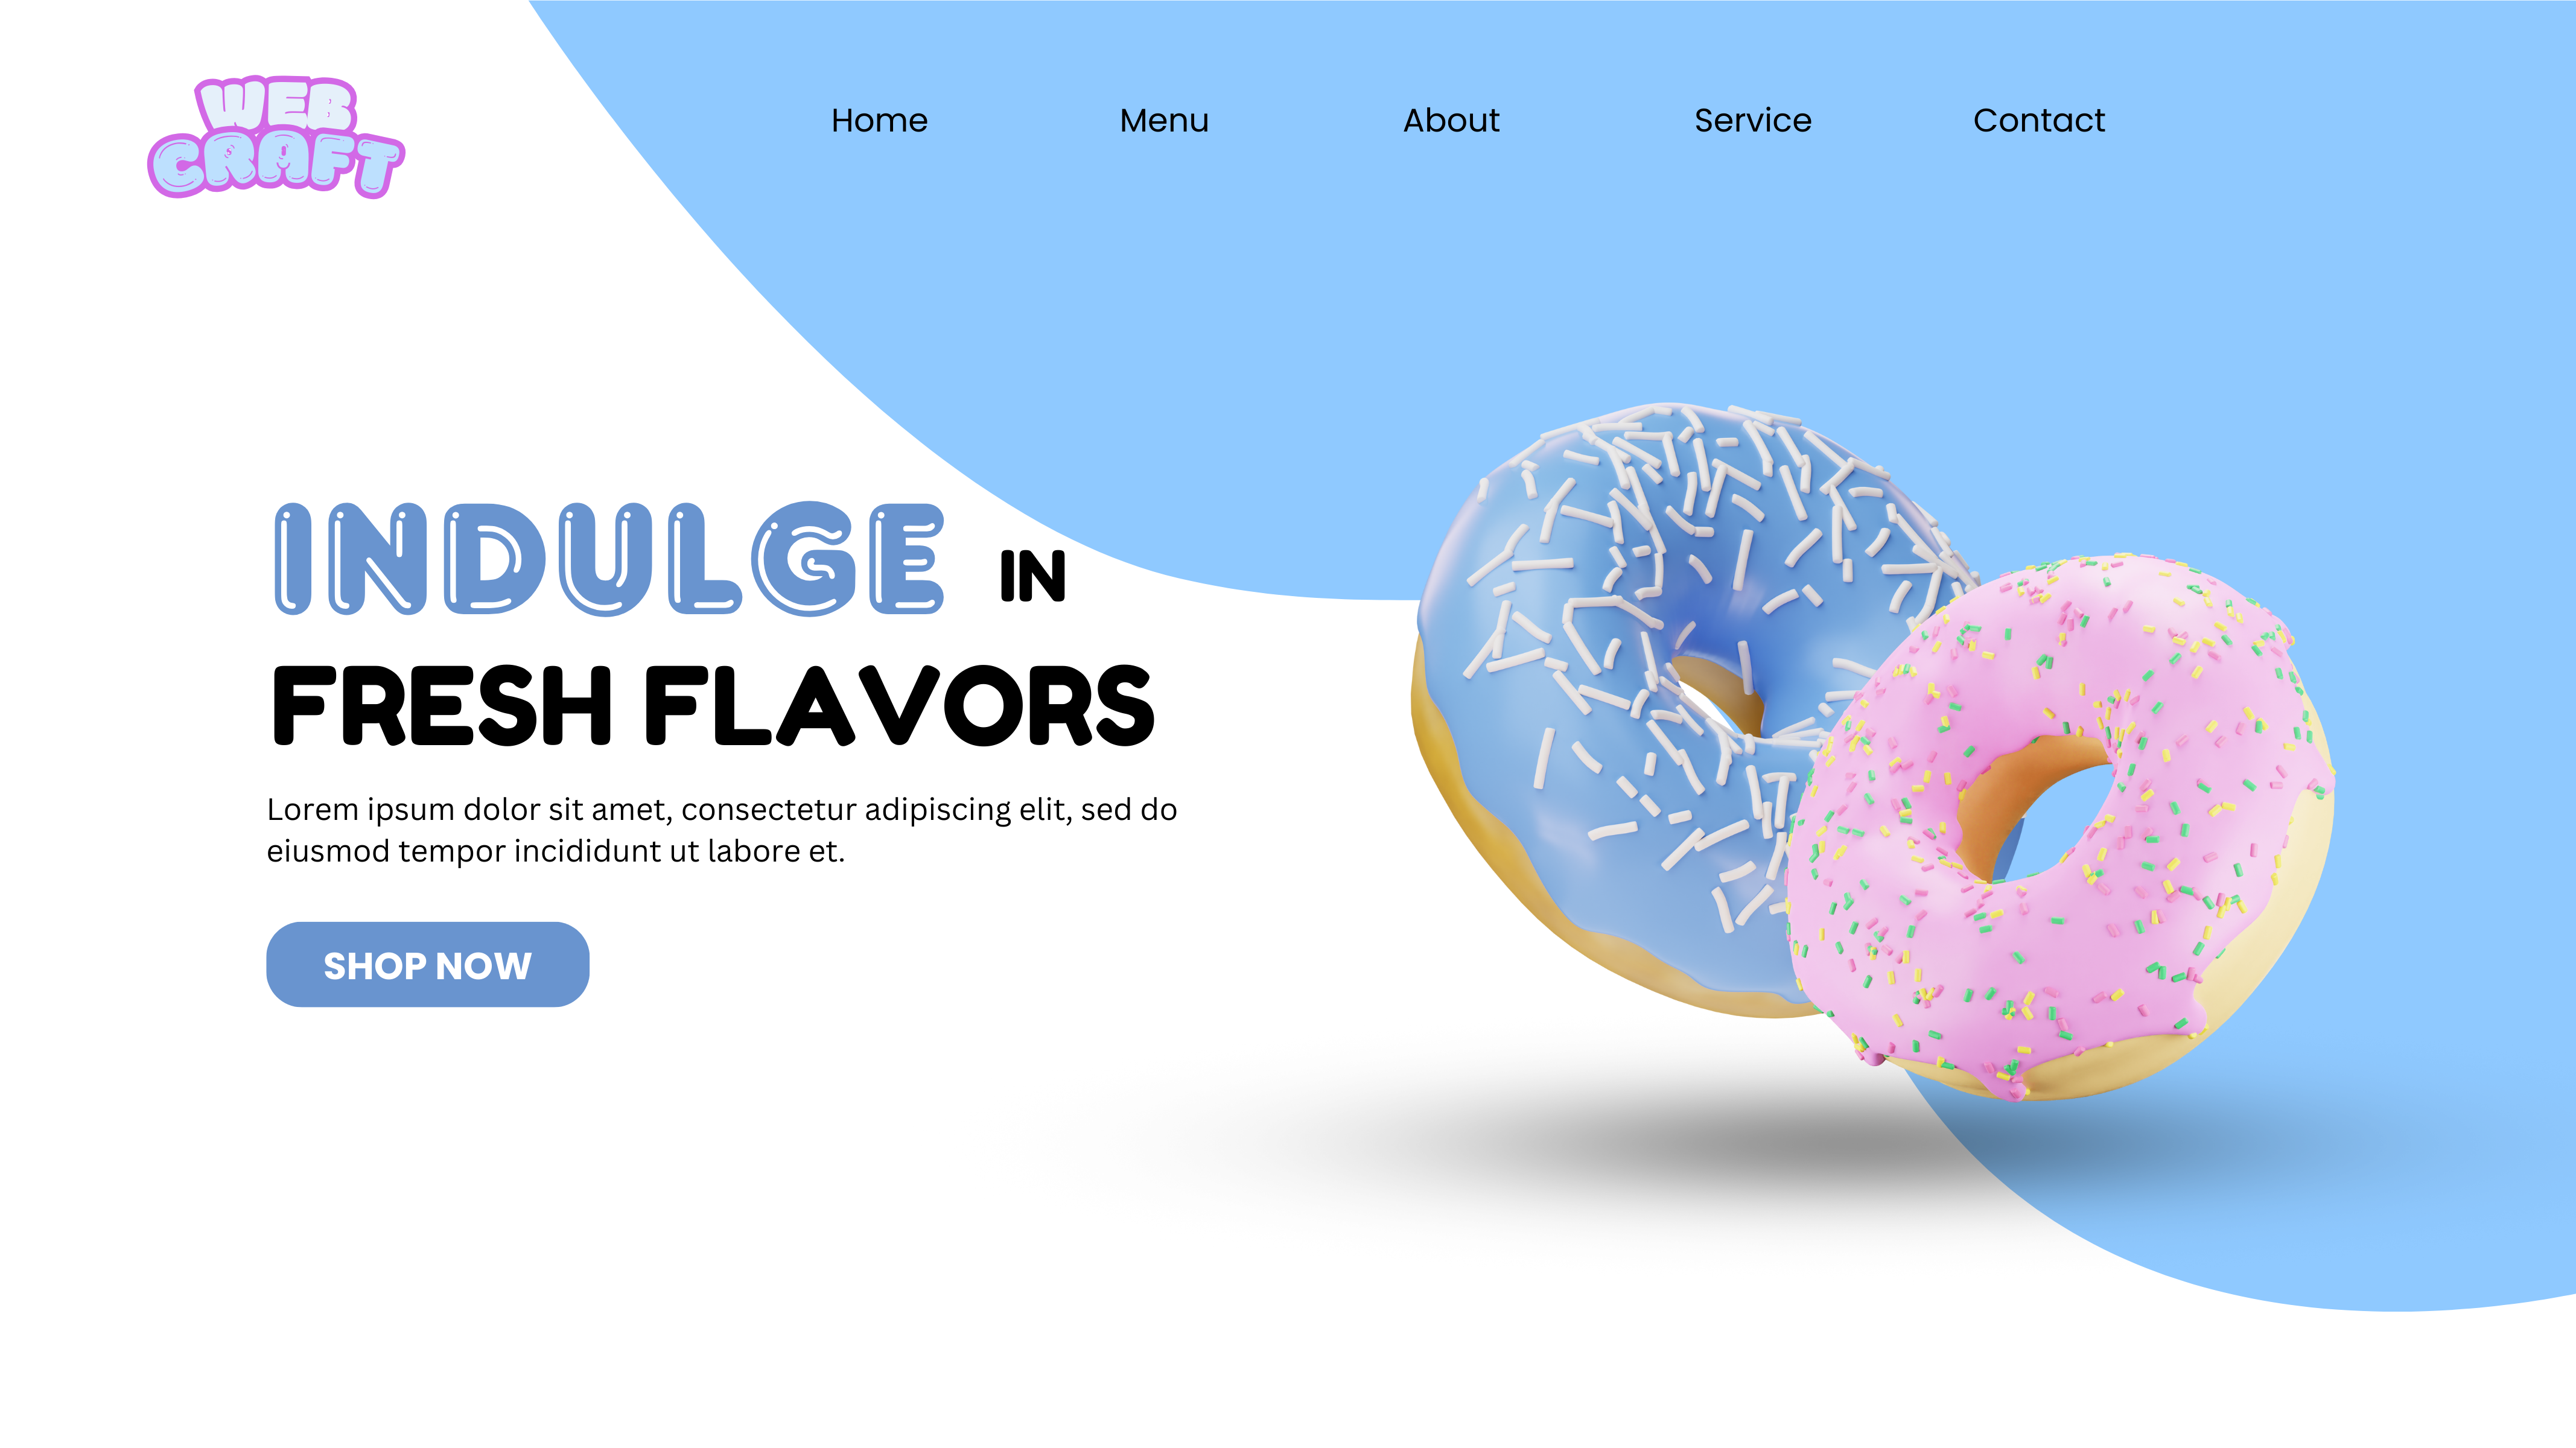 WEB
CRAFT
Home Menu About Service Contact
INDULGE IN
FRESH FLAVORS
Lorem ipsum dolor sit amet, consectetur adipiscing elit, sed do
eiusmod tempor incididunt ut labore et.
SHOP NOW